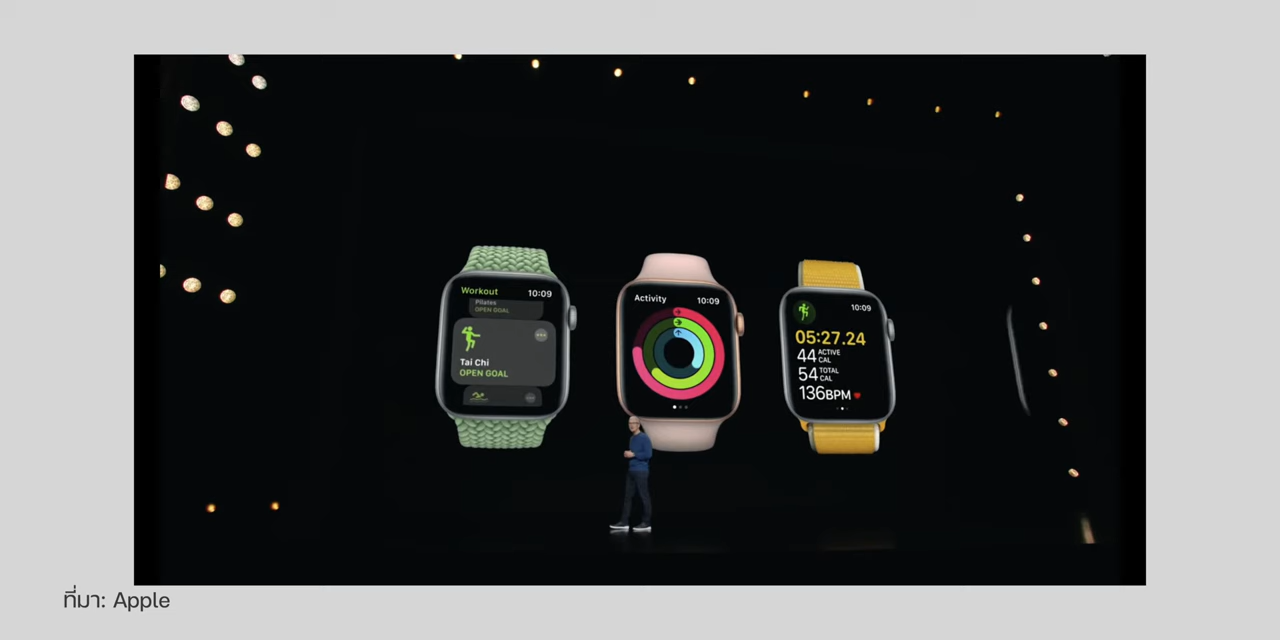 Workout 10:09
Pilates
OPEN GOAL
Tai Chi
OPEN GOAL
Activity 10:09
10:09
05:27.24
44 ACTIVE CAL
54 TOTAL CAL
136BPM
ที่มา: Apple